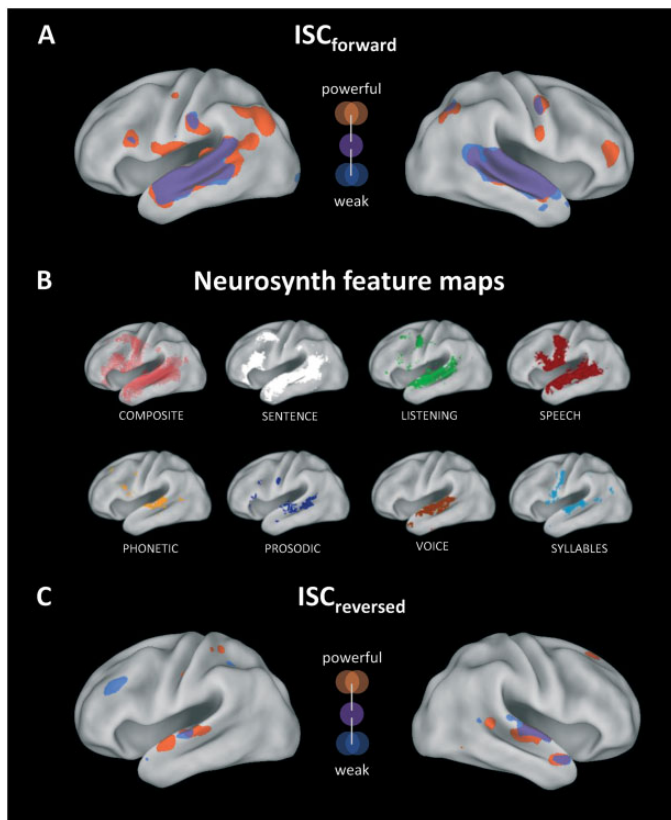 A
ISCforward
powerful
weak
B
Neurosynth feature maps
COMPOSITE SENTENCE LISTENING SPEECH
PHONETIC PROSODIC VOICE SYLLABLES
C
ISCreversed
powerful
weak